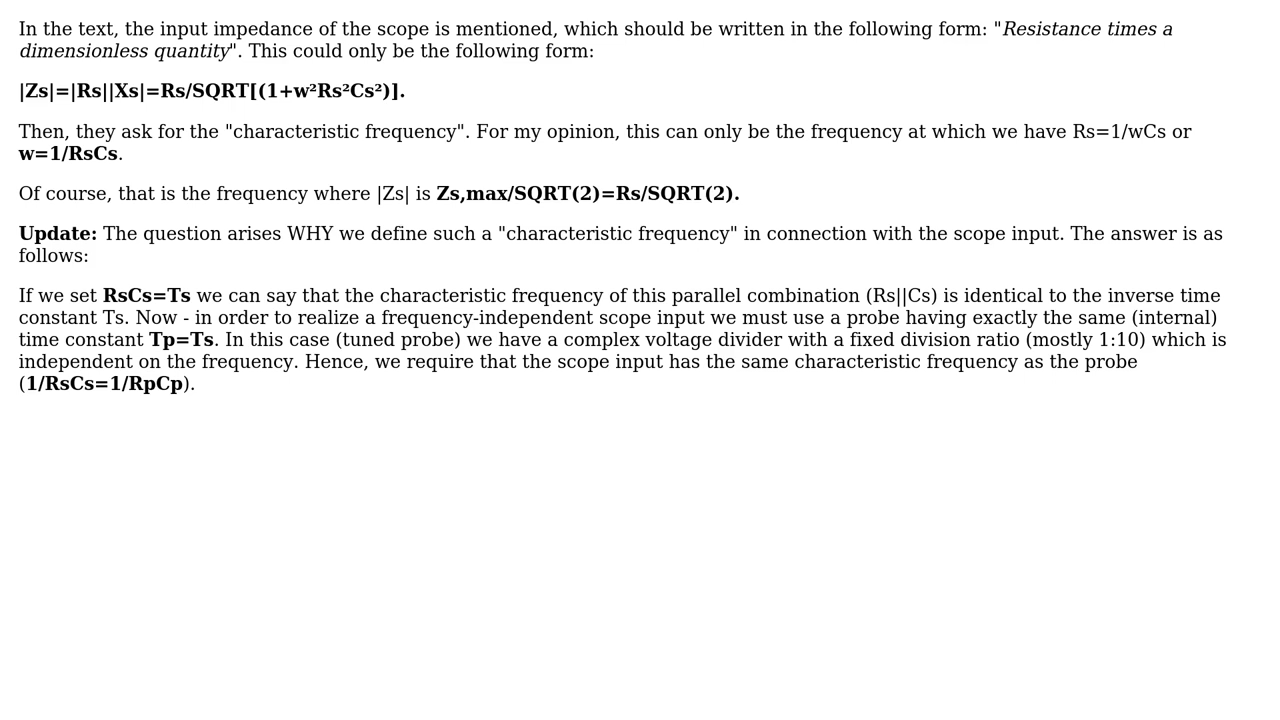 In the text, the input impedance of the scope is mentioned, which should be written in the following form: "Resistance times a
dimensionless quantity". This could only be the following form:
|Zs|=|Rs||Xs|=Rs/SQRT[(1+w²Rs²Cs²)].
Then, they ask for the "characteristic frequency". For my opinion, this can only be the frequency at which we have Rs=1/wCs or
w=1/RsCs.
Of course, that is the frequency where |Zs| is Zs,max/SQRT(2)=Rs/SQRT(2).
Update: The question arises WHY we define such a "characteristic frequency" in connection with the scope input. The answer is as
follows:
If we set RsCs=Ts we can say that the characteristic frequency of this parallel combination (Rs||Cs) is identical to the inverse time
constant Ts. Now - in order to realize a frequency-independent scope input we must use a probe having exactly the same (internal)
time constant Tp=Ts. In this case (tuned probe) we have a complex voltage divider with a fixed division ratio (mostly 1:10) which is
independent on the frequency. Hence, we require that the scope input has the same characteristic frequency as the probe
(1/RsCs=1/RpCp).